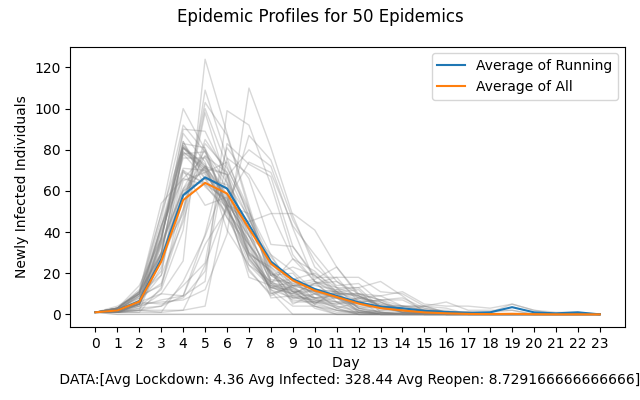 Epidemic Profiles for 50 Epidemics
Newly Infected Individuals
120
100
80
60
40
20
0
Average of Running
Average of All
0 1 2 3 4 5 6 7 8 9 10 11 12 13 14 15 16 17 18 19 20 21 22 23
Day
DATA:[Avg Lockdown: 4.36 Avg Infected: 328.44 Avg Reopen: 8.729166666666666]